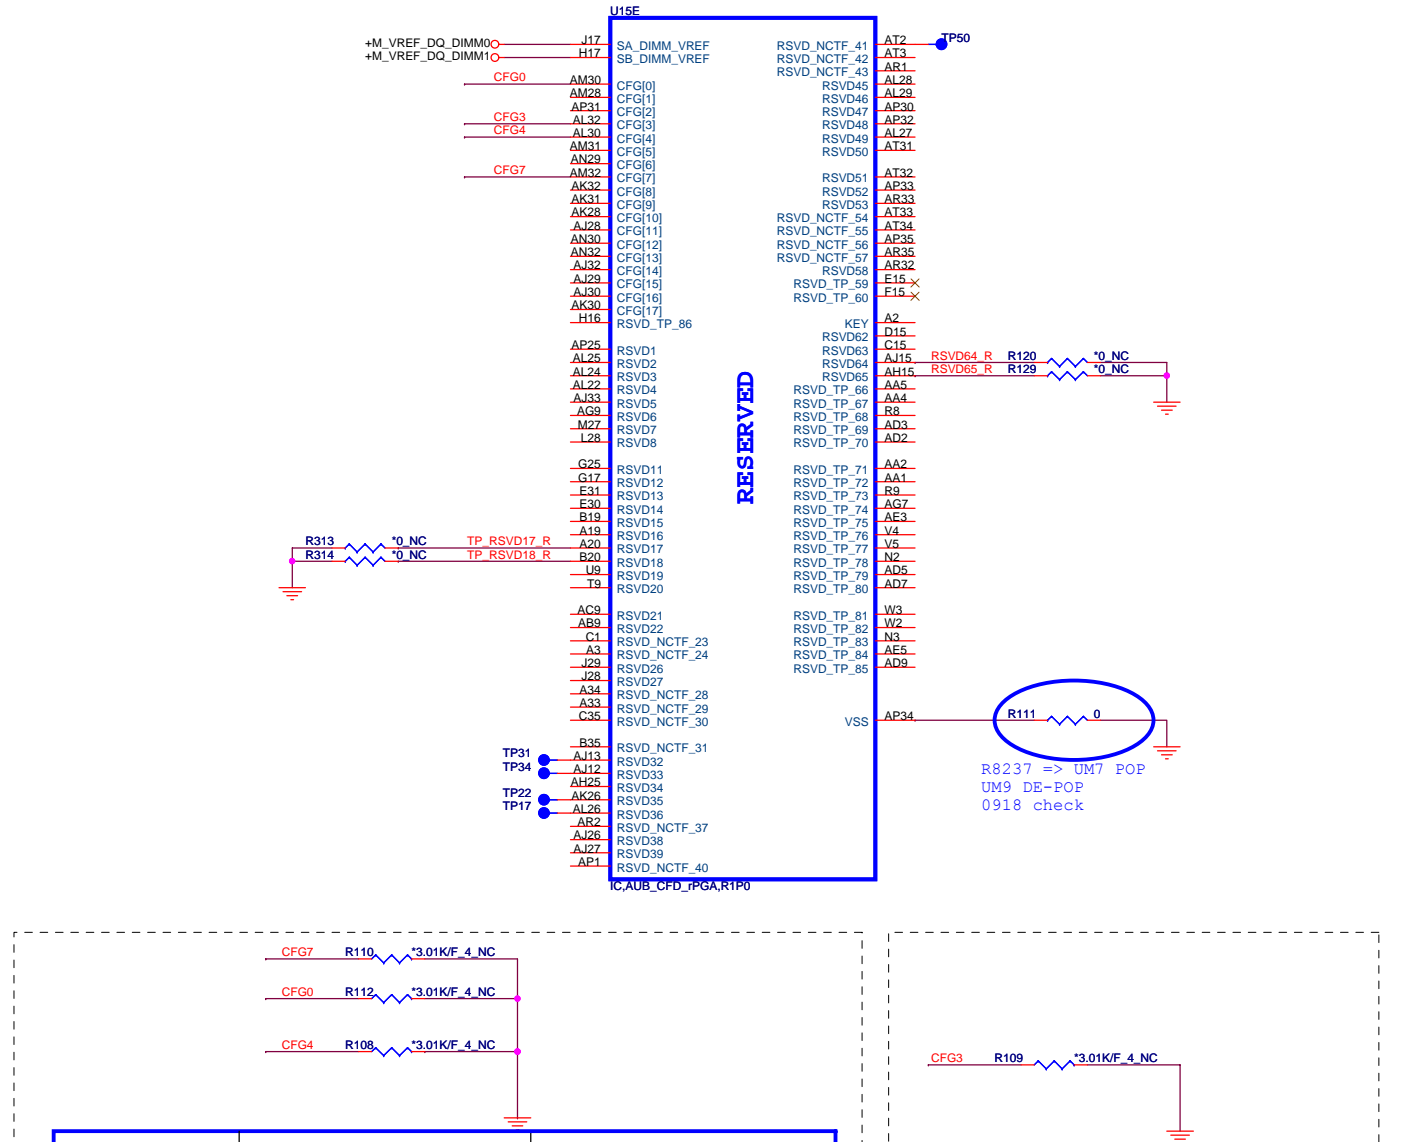 U15E
+M_VREF_DQ_DIMM0 J17 SA_DIMM_VREF RSVD_NCTF_41 AT2 TP50
+M_VREF_DQ_DIMM1 H17 SB_DIMM_VREF RSVD_NCTF_42 AT3
RSVD_NCTF_43 AR1
CFG0 AM30 CFG[0] RSVD45 AL28
AM28 CFG[1] RSVD46 AL29
AP31 CFG[2] RSVD47 AP30
CFG3 AL32 CFG[3] RSVD48 AP32
CFG4 AL30 CFG[4] RSVD49 AL27
AM31 CFG[5] RSVD50 AT31
AN29 CFG[6]
CFG7 AM32 CFG[7] RSVD51 AT32
AK32 CFG[8] RSVD52 AP33
AK31 CFG[9] RSVD53 AR33
AK28 CFG[10] RSVD_NCTF_54 AT33
AJ28 CFG[11] RSVD_NCTF_55 AT34
AN30 CFG[12] RSVD_NCTF_56 AP35
AN32 CFG[13] RSVD_NCTF_57 AR35
AJ32 CFG[14] RSVD58 AR32
AJ29 CFG[15] RSVD_TP_59 E15
AJ30 CFG[16] RSVD_TP_60 F15
AK30 CFG[17]
H16 RSVD_TP_86 KEY A2
RSVD62 D15
AP25 RSVD1 RSVD63 C15
AL25 RSVD2 RSVD64 AJ15 RSVD64_R R120 *0_NC
AL24 RSVD3 RSVD65 AH15 RSVD65_R R129 *0_NC
AL22 RSVD4 RSVD_TP_66 AA5
AJ33 RSVD5 RSVD_TP_67 AA4
AG9 RSVD6 RSVD_TP_68 R8
M27 RSVD7 RSVD_TP_69 AD3
L28 RSVD8 RSVD_TP_70 AD2
RESERVED
G25 RSVD11 RSVD_TP_71 AA2
G17 RSVD12 RSVD_TP_72 AA1
E31 RSVD13 RSVD_TP_73 R9
E30 RSVD14 RSVD_TP_74 AG7
B19 RSVD15 RSVD_TP_75 AE3
A19 RSVD16 RSVD_TP_76 V4
R313 *0_NC TP_RSVD17_R A20 RSVD17 RSVD_TP_77 V5
R314 *0_NC TP_RSVD18_R B20 RSVD18 RSVD_TP_78 N2
U9 RSVD19 RSVD_TP_79 AD5
T9 RSVD20 RSVD_TP_80 AD7
AC9 RSVD21 RSVD_TP_81 W3
AB9 RSVD22 RSVD_TP_82 W2
C1 RSVD_NCTF_23 RSVD_TP_83 N3
A3 RSVD_NCTF_24 RSVD_TP_84 AE5
J29 RSVD26 RSVD_TP_85 AD9
J28 RSVD27
A34 RSVD_NCTF_28
A33 RSVD_NCTF_29
C35 RSVD_NCTF_30 VSS AP34 R111 0
B35 RSVD_NCTF_31
TP31 AJ13 RSVD32
TP34 AJ12 RSVD33
AH25 RSVD34
TP22 AK26 RSVD35
TP17 AL26 RSVD36
AR2 RSVD_NCTF_37
AJ26 RSVD38
AJ27 RSVD39
AP1 RSVD_NCTF_40
R8237 => UM7 POP
UM9 DE-POP
0918 check
IC,AUB_CFD_rPGA,R1P0
CFG7 R110 *3.01K/F_4_NC
CFG0 R112 *3.01K/F_4_NC
CFG4 R108 *3.01K/F_4_NC
CFG3 R109 *3.01K/F_4_NC